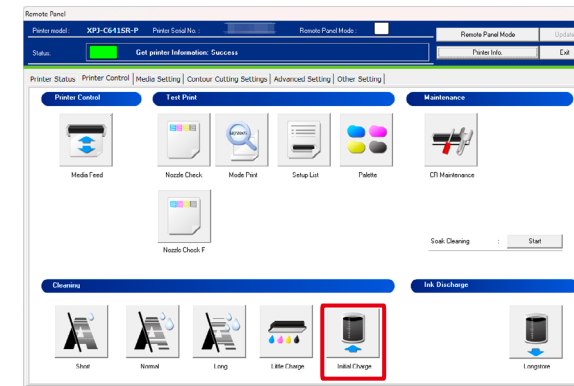 Remote Panel
Printer model : XPJ-C641SR-P Printer Serial No. : Remote Panel Mode :
Remote Panel Mode Update
Status. Get printer Information: Success
Printer Info. Exit
Printer Status Printer Control Media Setting Contour Cutting Settings Advanced Setting Other Setting
Printer Control Test Print Maintenance
Media Feed Nozzle Check Mode Print Setup List Palette CR Maintenance
Soak Cleaning : Start
Nozzle Check F
Cleaning Ink Discharge
Short Normal Long Little Charge Initial Charge Longstore